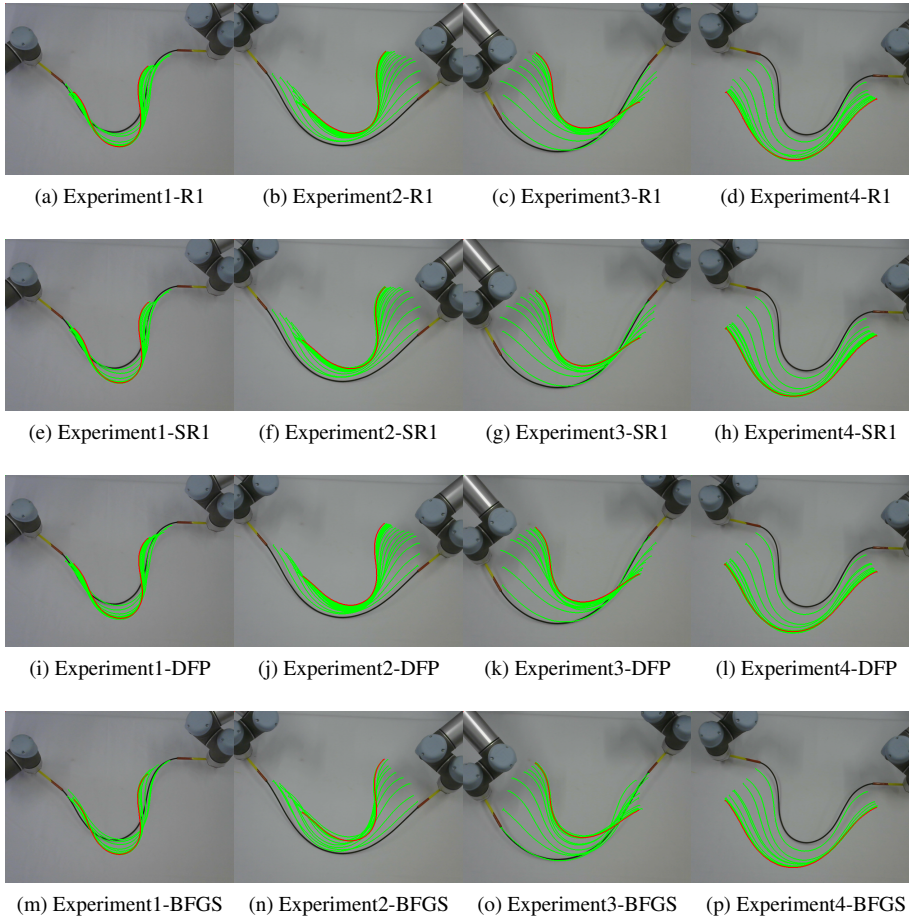 (a) Experiment1-R1 (b) Experiment2-R1 (c) Experiment3-R1 (d) Experiment4-R1
(e) Experiment1-SR1 (f) Experiment2-SR1 (g) Experiment3-SR1 (h) Experiment4-SR1
(i) Experiment1-DFP (j) Experiment2-DFP (k) Experiment3-DFP (l) Experiment4-DFP
(m) Experiment1-BFGS (n) Experiment2-BFGS (o) Experiment3-BFGS (p) Experiment4-BFGS